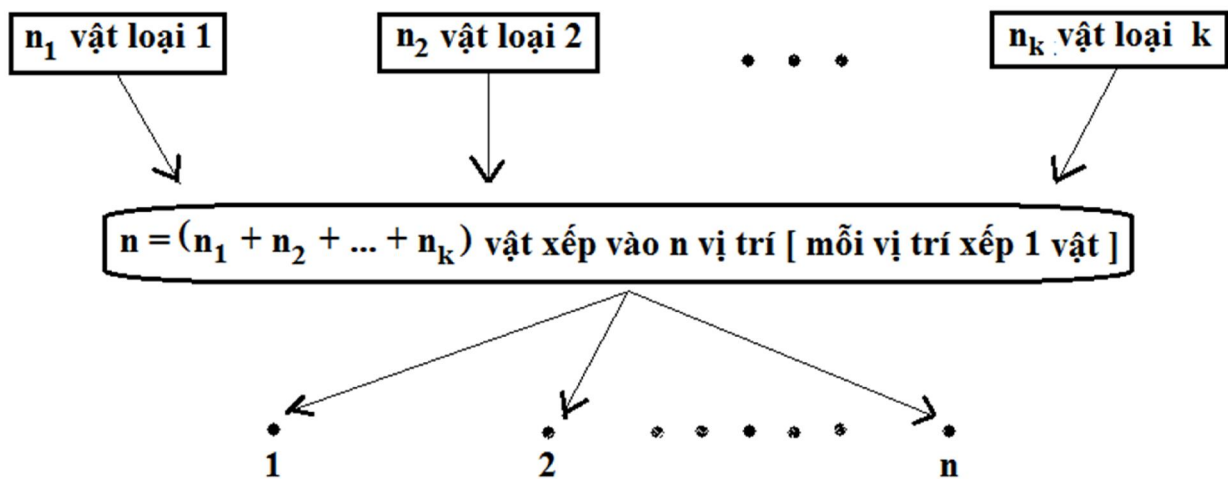 n₁ vật loại 1
n₂ vật loại 2
nₖ vật loại k
n = (n₁ + n₂ + ... + nₖ) vật xếp vào n vị trí [ mỗi vị trí xếp 1 vật ]
1 2 n